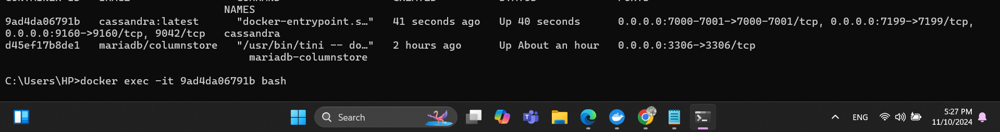 NAMES
9ad4da06791b   cassandra:latest      "docker-entrypoint.s…"   41 seconds ago   Up 40 seconds      0.0.0.0:7000-7001->7000-7001/tcp, 0.0.0.0:7199->7199/tcp,
0.0.0.0:9160->9160/tcp, 9042/tcp   cassandra
d45ef17b8de1   mariadb/columnstore   "/usr/bin/tini -- do…"   2 hours ago      Up About an hour   0.0.0.0:3306->3306/tcp
mariadb-columnstore
C:\Users\HP>docker exec -it 9ad4da06791b bash
Search
ENG
5:27 PM
11/10/2024